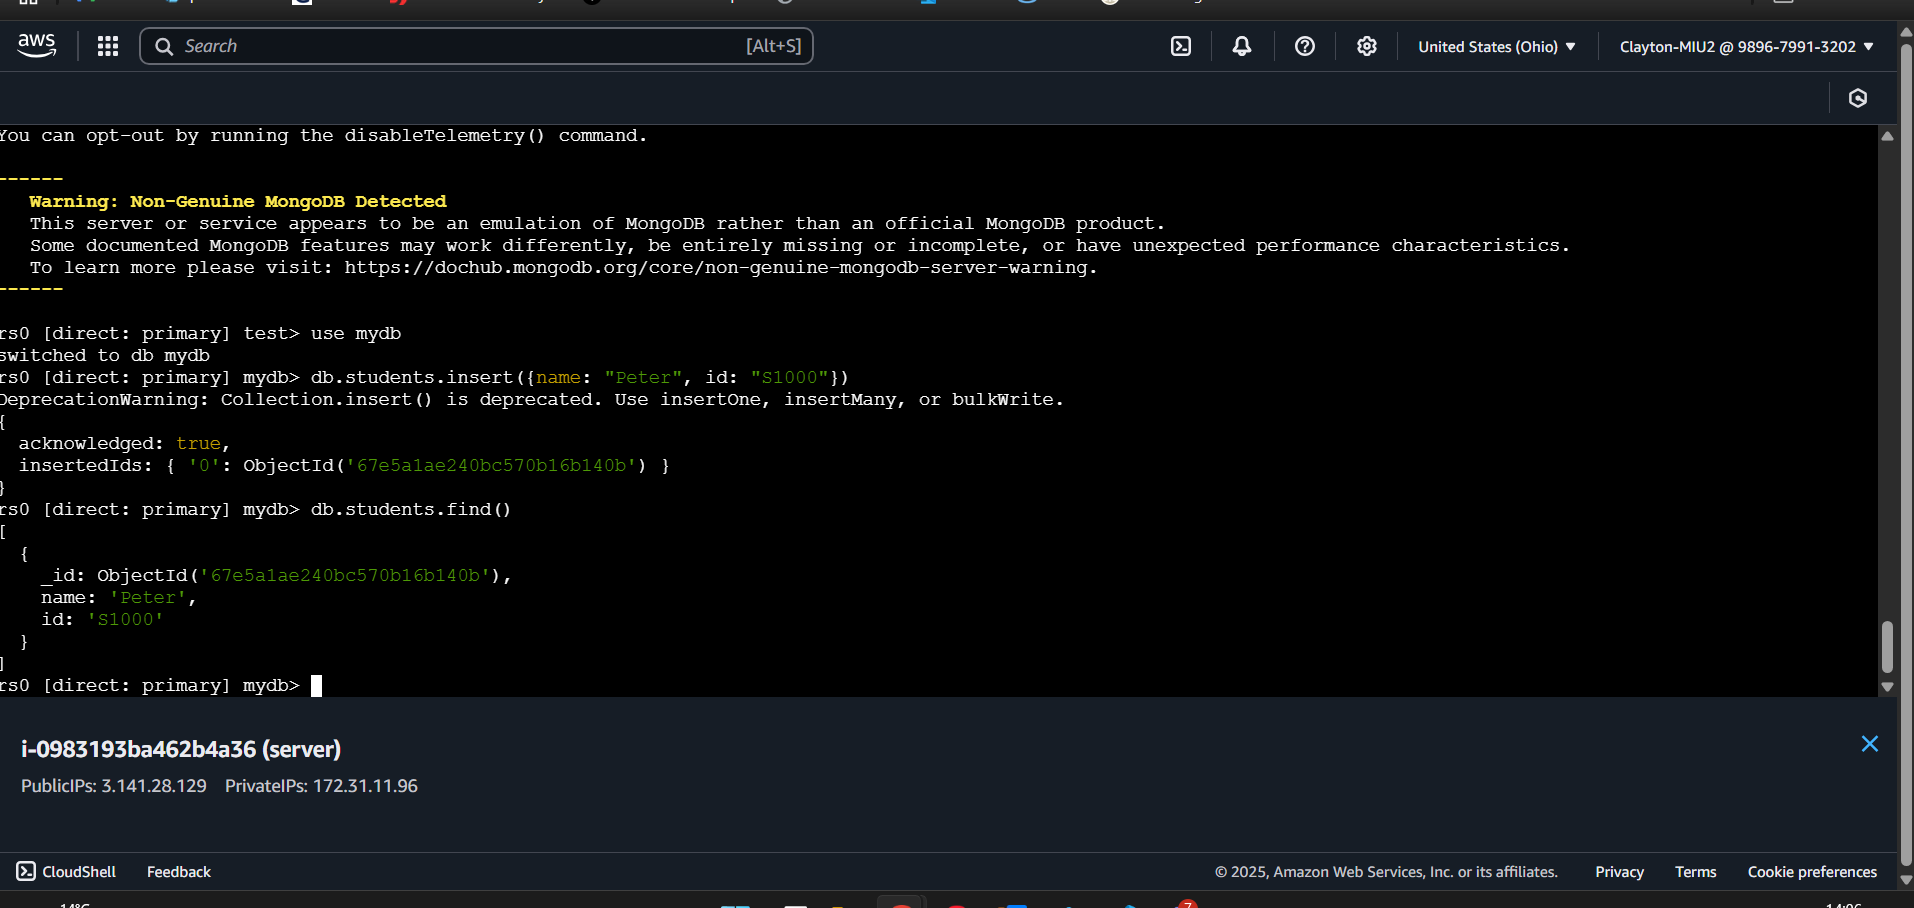 aws
Search [Alt+S]
United States (Ohio)
Clayton-MIU2 @ 9896-7991-3202
You can opt-out by running the disableTelemetry() command.
------
Warning: Non-Genuine MongoDB Detected
This server or service appears to be an emulation of MongoDB rather than an official MongoDB product.
Some documented MongoDB features may work differently, be entirely missing or incomplete, or have unexpected performance characteristics.
To learn more please visit: https://dochub.mongodb.org/core/non-genuine-mongodb-server-warning.
------
rs0 [direct: primary] test> use mydb
switched to db mydb
rs0 [direct: primary] mydb> db.students.insert({name: "Peter", id: "S1000"})
DeprecationWarning: Collection.insert() is deprecated. Use insertOne, insertMany, or bulkWrite.
{
acknowledged: true,
insertedIds: { '0': ObjectId('67e5a1ae240bc570b16b140b') }
}
rs0 [direct: primary] mydb> db.students.find()
[
{
_id: ObjectId('67e5a1ae240bc570b16b140b'),
name: 'Peter',
id: 'S1000'
}
]
rs0 [direct: primary] mydb>
i-0983193ba462b4a36 (server)
PublicIPs: 3.141.28.129 PrivateIPs: 172.31.11.96
CloudShell Feedback © 2025, Amazon Web Services, Inc. or its affiliates. Privacy Terms Cookie preferences
7